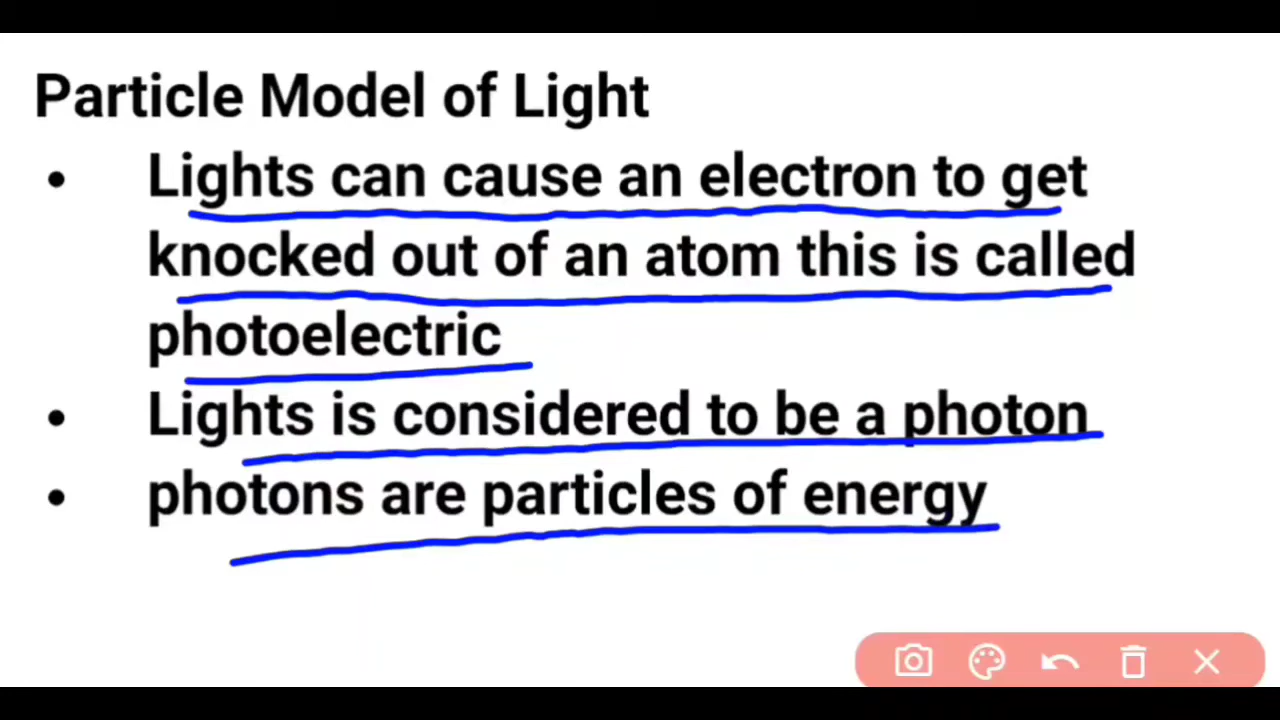 Particle Model of Light
• Lights can cause an electron to get
knocked out of an atom this is called
photoelectric
• Lights is considered to be a photon
• photons are particles of energy